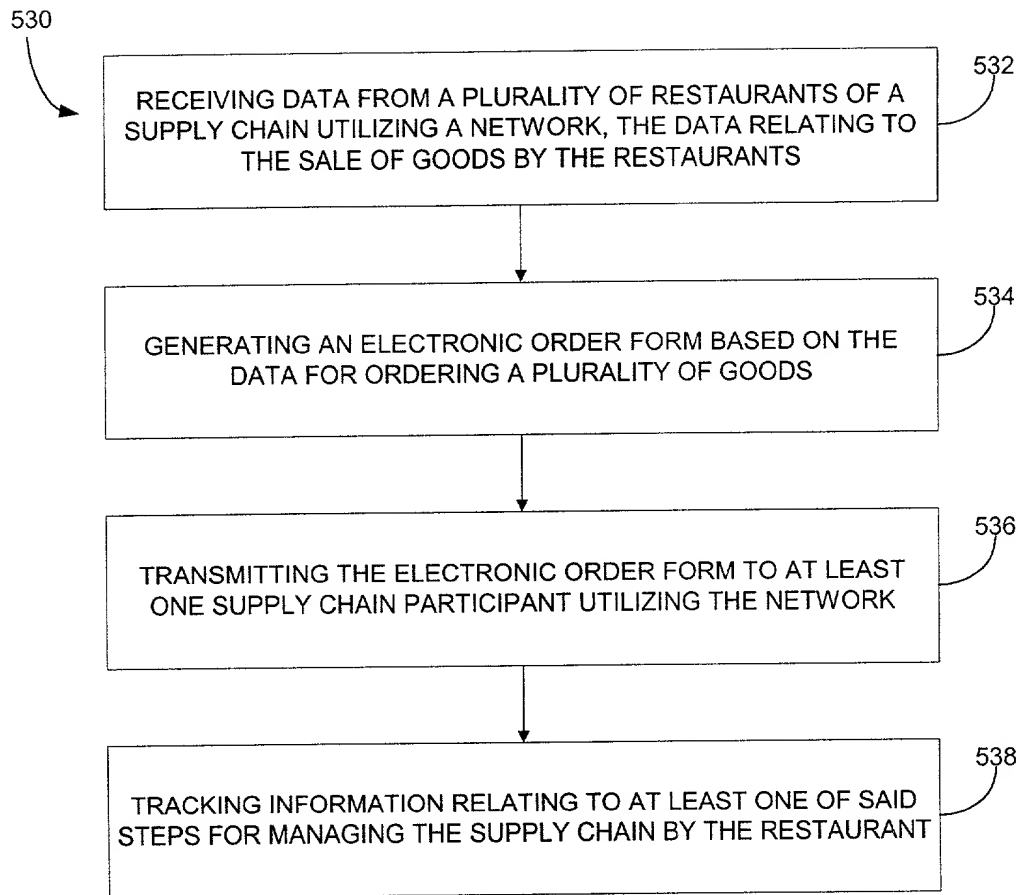 530
532
RECEIVING DATA FROM A PLURALITY OF RESTAURANTS OF A
SUPPLY CHAIN UTILIZING A NETWORK, THE DATA RELATING TO
THE SALE OF GOODS BY THE RESTAURANTS
534
GENERATING AN ELECTRONIC ORDER FORM BASED ON THE
DATA FOR ORDERING A PLURALITY OF GOODS
536
TRANSMITTING THE ELECTRONIC ORDER FORM TO AT LEAST
ONE SUPPLY CHAIN PARTICIPANT UTILIZING THE NETWORK
538
TRACKING INFORMATION RELATING TO AT LEAST ONE OF SAID
STEPS FOR MANAGING THE SUPPLY CHAIN BY THE RESTAURANT